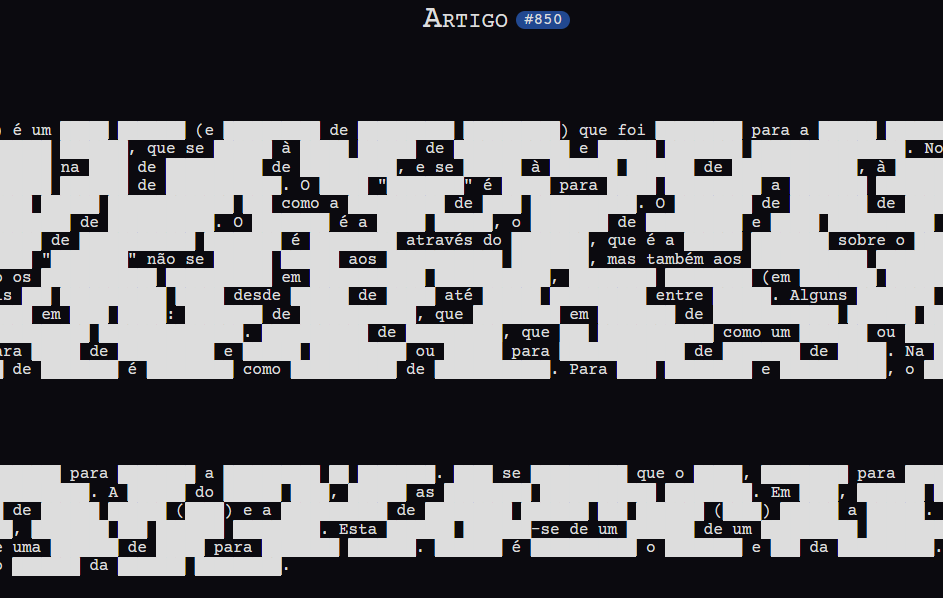 Artigo #850
) é um (e de ) que foi para a
, que se à de e . No
na de de , e se à de , à
de . O " " é para a
como a de . O de de
de . O é a , o de e
de é através do , que é a sobre o
" " não se aos , mas também aos
os em , (em
desde de até entre . Alguns
em : de , que em de
. de , que como um ou
de e ou para de de . Na
de é como de . Para e , o
para a . se que o , para
. A do , as . Em ,
de ( ) e a de ( ) a .
, . Esta -se de um de um
uma de para . é o e da .
da .